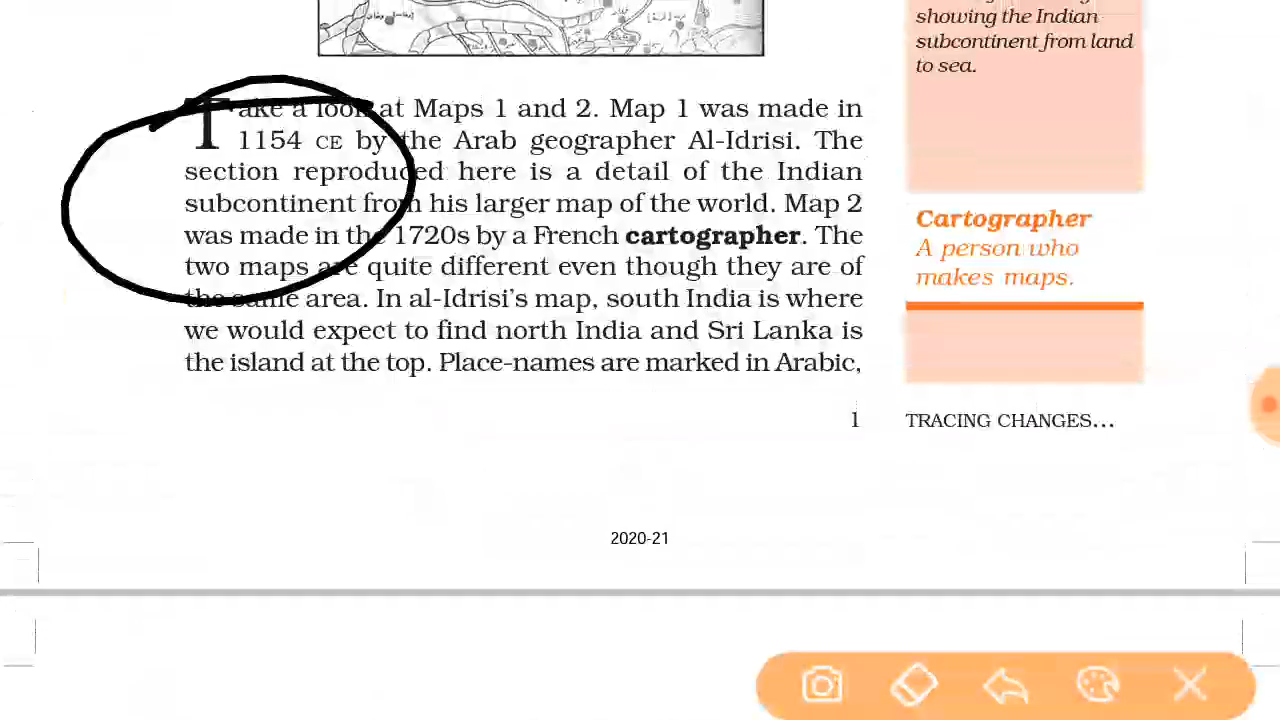 showing the Indian
subcontinent from land
to sea.
Take a look at Maps 1 and 2. Map 1 was made in
1154 CE by the Arab geographer Al-Idrisi. The
section reproduced here is a detail of the Indian
subcontinent from his larger map of the world. Map 2
was made in the 1720s by a French cartographer. The
two maps are quite different even though they are of
the same area. In al-Idrisi's map, south India is where
we would expect to find north India and Sri Lanka is
the island at the top. Place-names are marked in Arabic,
Cartographer
A person who
makes maps.
1
TRACING CHANGES...
2020-21